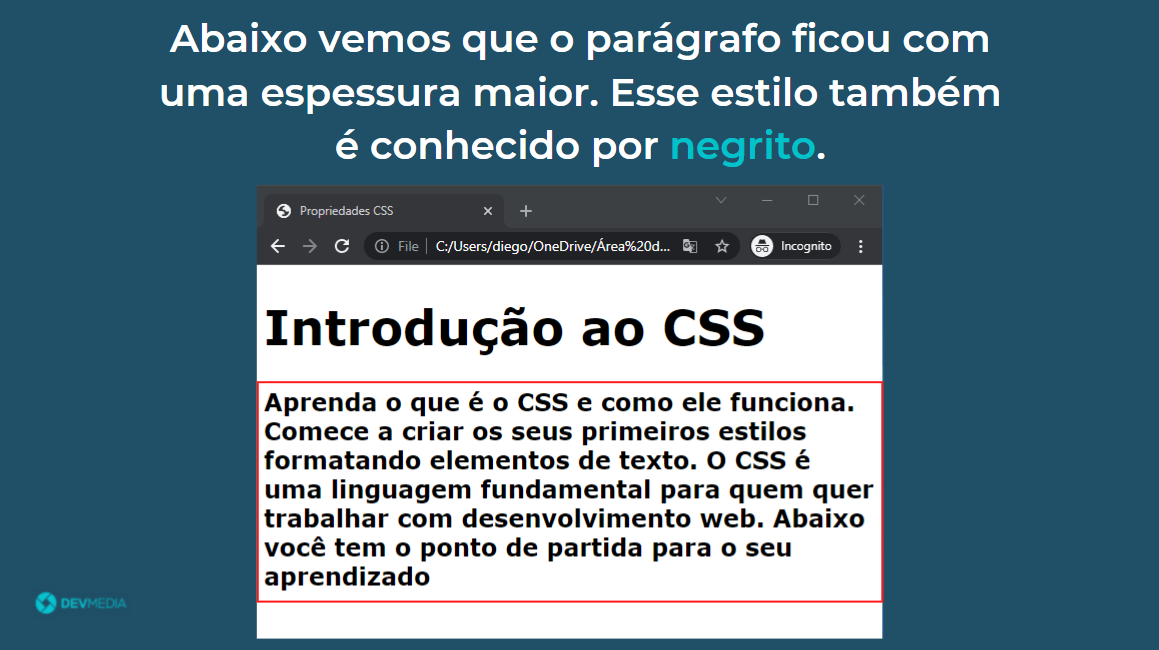 Abaixo vemos que o parágrafo ficou com
uma espessura maior. Esse estilo também
é conhecido por negrito.
Propriedades CSS
File
C:/Users/diego/OneDrive/Área%20d...
Incognito
Introdução ao CSS
Aprenda o que é o CSS e como ele funciona.
Comece a criar os seus primeiros estilos
formatando elementos de texto. O CSS é
uma linguagem fundamental para quem quer
trabalhar com desenvolvimento web. Abaixo
você tem o ponto de partida para o seu
aprendizado
DEVMEDIA